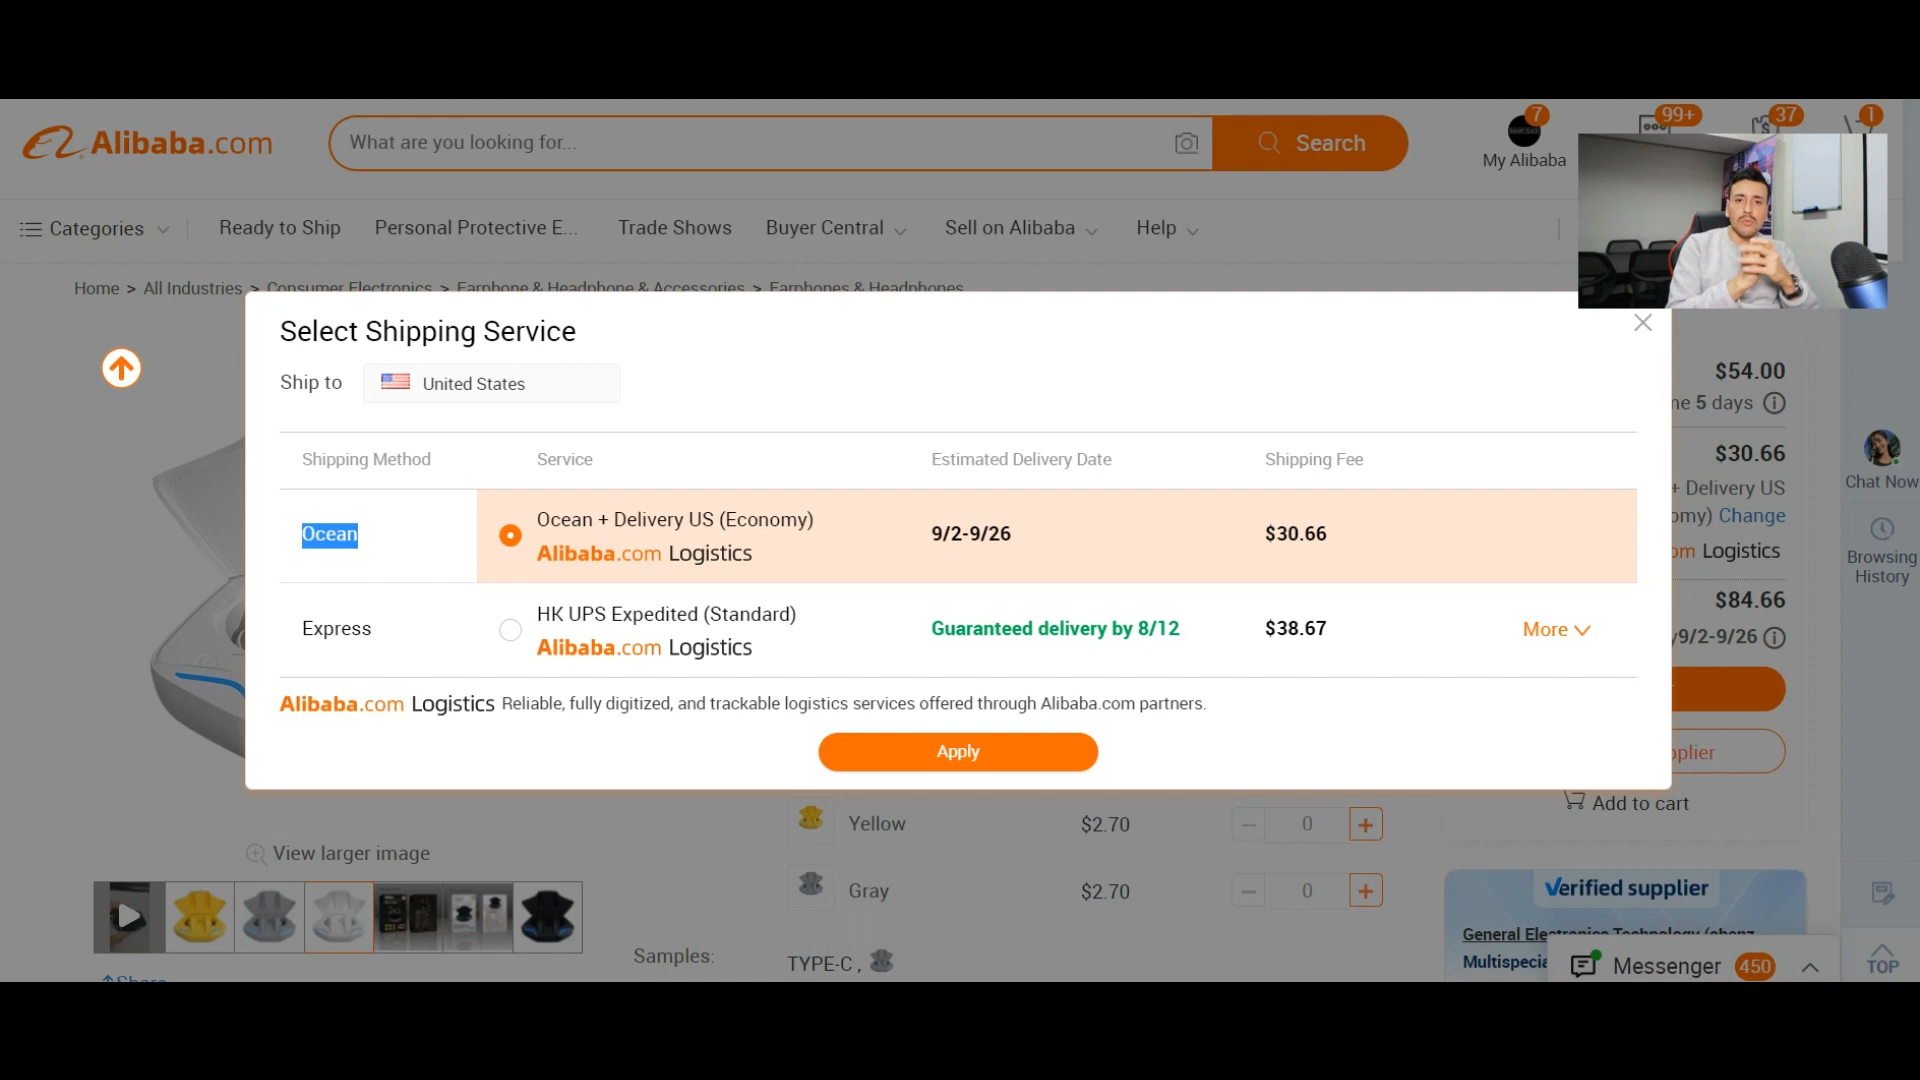 Alibaba.com
What are you looking for...
Search
7
My Alibaba
99+
37
1
Categories
Ready to Ship
Personal Protective E...
Trade Shows
Buyer Central
Sell on Alibaba
Help
Home > All Industries > Consumer Electronics > Earphone & Headphone & Accessories > Earphones & Headphones
Select Shipping Service
Ship to
United States
Shipping Method
Service
Estimated Delivery Date
Shipping Fee
Ocean
Ocean + Delivery US (Economy)
Alibaba.com Logistics
9/2-9/26
$30.66
Express
HK UPS Expedited (Standard)
Alibaba.com Logistics
Guaranteed delivery by 8/12
$38.67
More
Alibaba.com Logistics Reliable, fully digitized, and trackable logistics services offered through Alibaba.com partners.
Apply
$54.00
5 days
$30.66
+ Delivery US
Change
Logistics
$84.66
9/2-9/26
Add to cart
Chat Now
Browsing
History
Yellow
$2.70
0
Gray
$2.70
0
View larger image
Samples:
TYPE-C ,
Share
Verified supplier
General Electronics Technology
Messenger
450
TOP